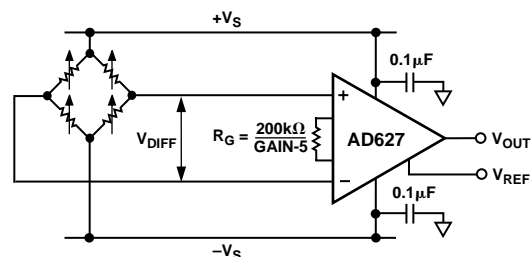 +VS
0.1μF
+
VDIFF
RG = 200kΩ
GAIN-5
AD627
VOUT
VREF
–
0.1μF
–VS